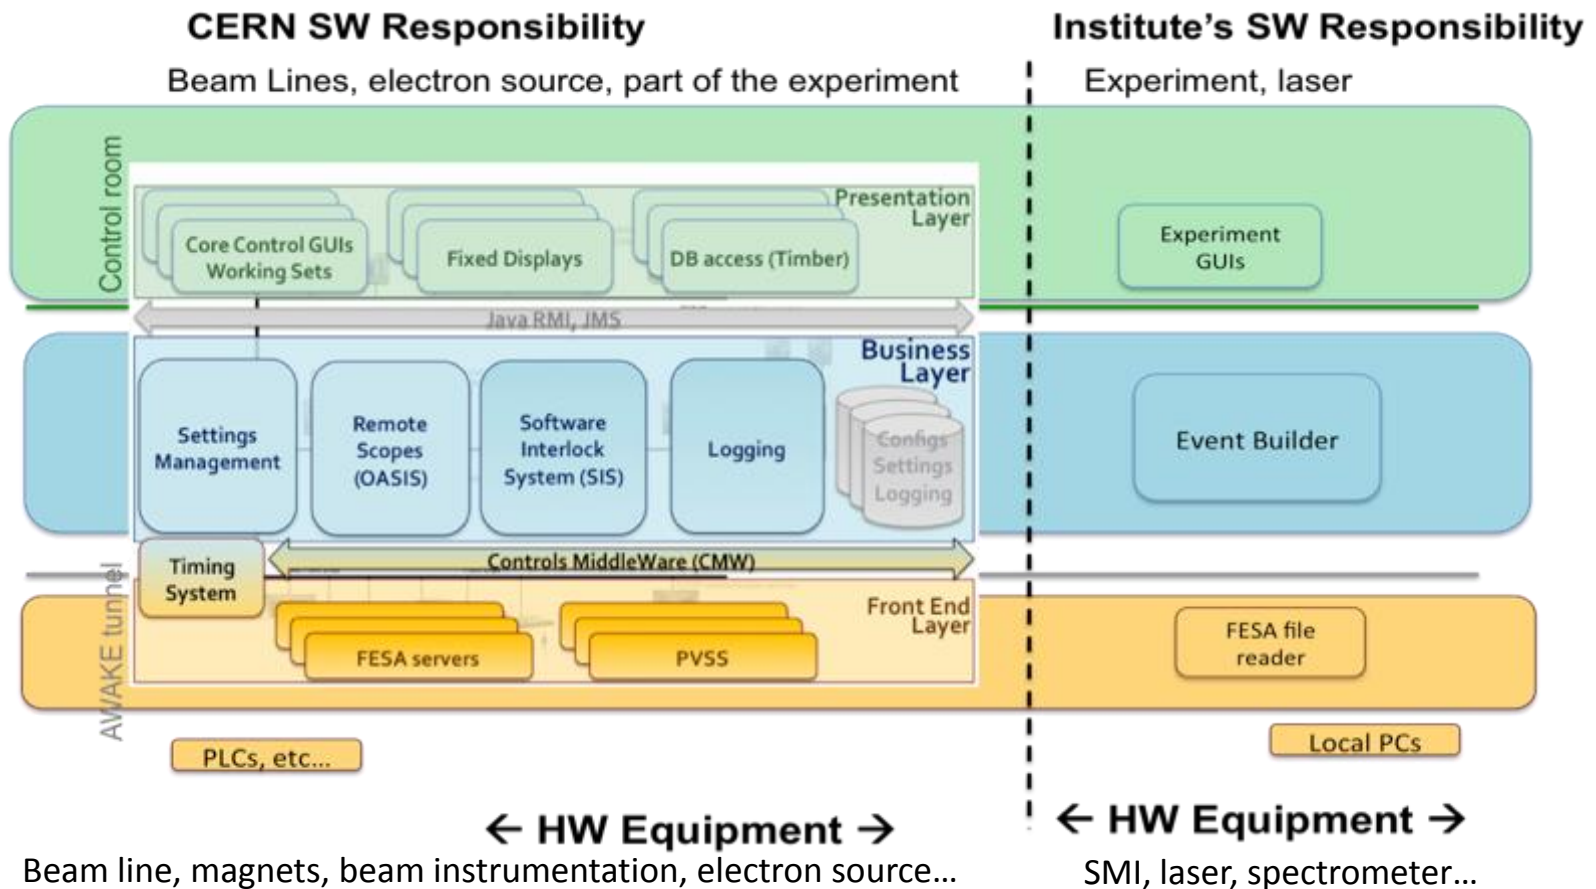 CERN SW Responsibility
Institute's SW Responsibility
Beam Lines, electron source, part of the experiment
Experiment, laser
Control room
Presentation
Layer
Core Control GUIs
Working Sets
Fixed Displays
DB access (Timber)
Experiment
GUIs
Java RMI, JMS
Business
Layer
Settings
Management
Remote
Scopes
(OASIS)
Software
Interlock
System (SIS)
Logging
Configs
Settings
Logging
Event Builder
Timing
System
Controls MiddleWare (CMW)
AWAKE tunnel
Front End
Layer
FESA servers
PVSS
FESA file
reader
PLCs, etc...
Local PCs
← HW Equipment →
← HW Equipment →
Beam line, magnets, beam instrumentation, electron source…
SMI, laser, spectrometer…